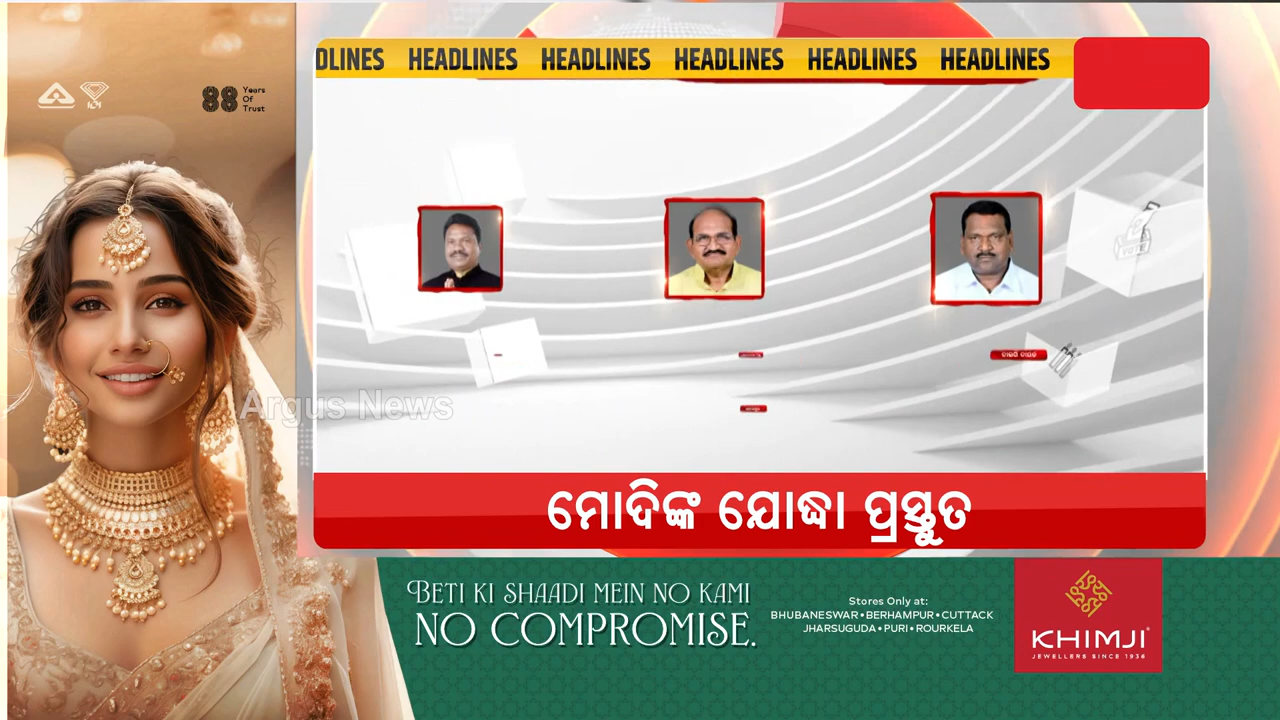 DLINES HEADLINES HEADLINES HEADLINES HEADLINES HEADLINES
88 Years
Of
Trust
Argus News
VOTE
ମୋଦିଙ୍କ ଯୋଦ୍ଧା ପ୍ରସ୍ତୁତ
BETI KI SHAADI MEIN NO KAMI
NO COMPROMISE.
Stores Only at:
BHUBANESWAR • BERHAMPUR • CUTTACK
JHARSUGUDA • PURI • ROURKELA
KHIMJI
JEWELLERS SINCE 1936